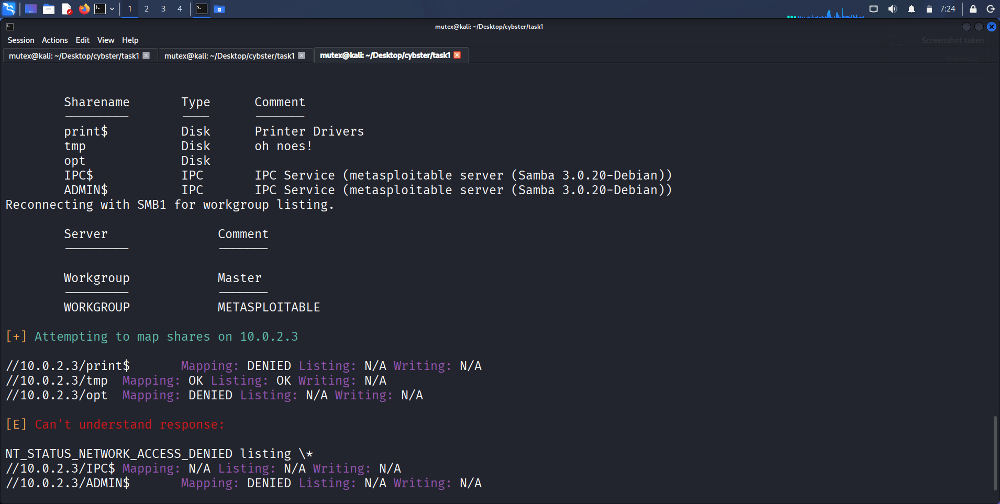 1 2 3 4 7:24
mutex@kali: ~/Desktop/cybster/task1
Session Actions Edit View Help
Screenshot taken
mutex@kali: ~/Desktop/cybster/task1 mutex@kali: ~/Desktop/cybster/task1 mutex@kali: ~/Desktop/cybster/task1
Sharename Type Comment
--------- ---- -------
print$ Disk Printer Drivers
tmp Disk oh noes!
opt Disk
IPC$ IPC IPC Service (metasploitable server (Samba 3.0.20-Debian))
ADMIN$ IPC IPC Service (metasploitable server (Samba 3.0.20-Debian))
Reconnecting with SMB1 for workgroup listing.
Server Comment
--------- -------
Workgroup Master
--------- -------
WORKGROUP METASPLOITABLE
[+] Attempting to map shares on 10.0.2.3
//10.0.2.3/print$ Mapping: DENIED Listing: N/A Writing: N/A
//10.0.2.3/tmp Mapping: OK Listing: OK Writing: N/A
//10.0.2.3/opt Mapping: DENIED Listing: N/A Writing: N/A
[E] Can't understand response:
NT_STATUS_NETWORK_ACCESS_DENIED listing \*
//10.0.2.3/IPC$ Mapping: N/A Listing: N/A Writing: N/A
//10.0.2.3/ADMIN$ Mapping: DENIED Listing: N/A Writing: N/A